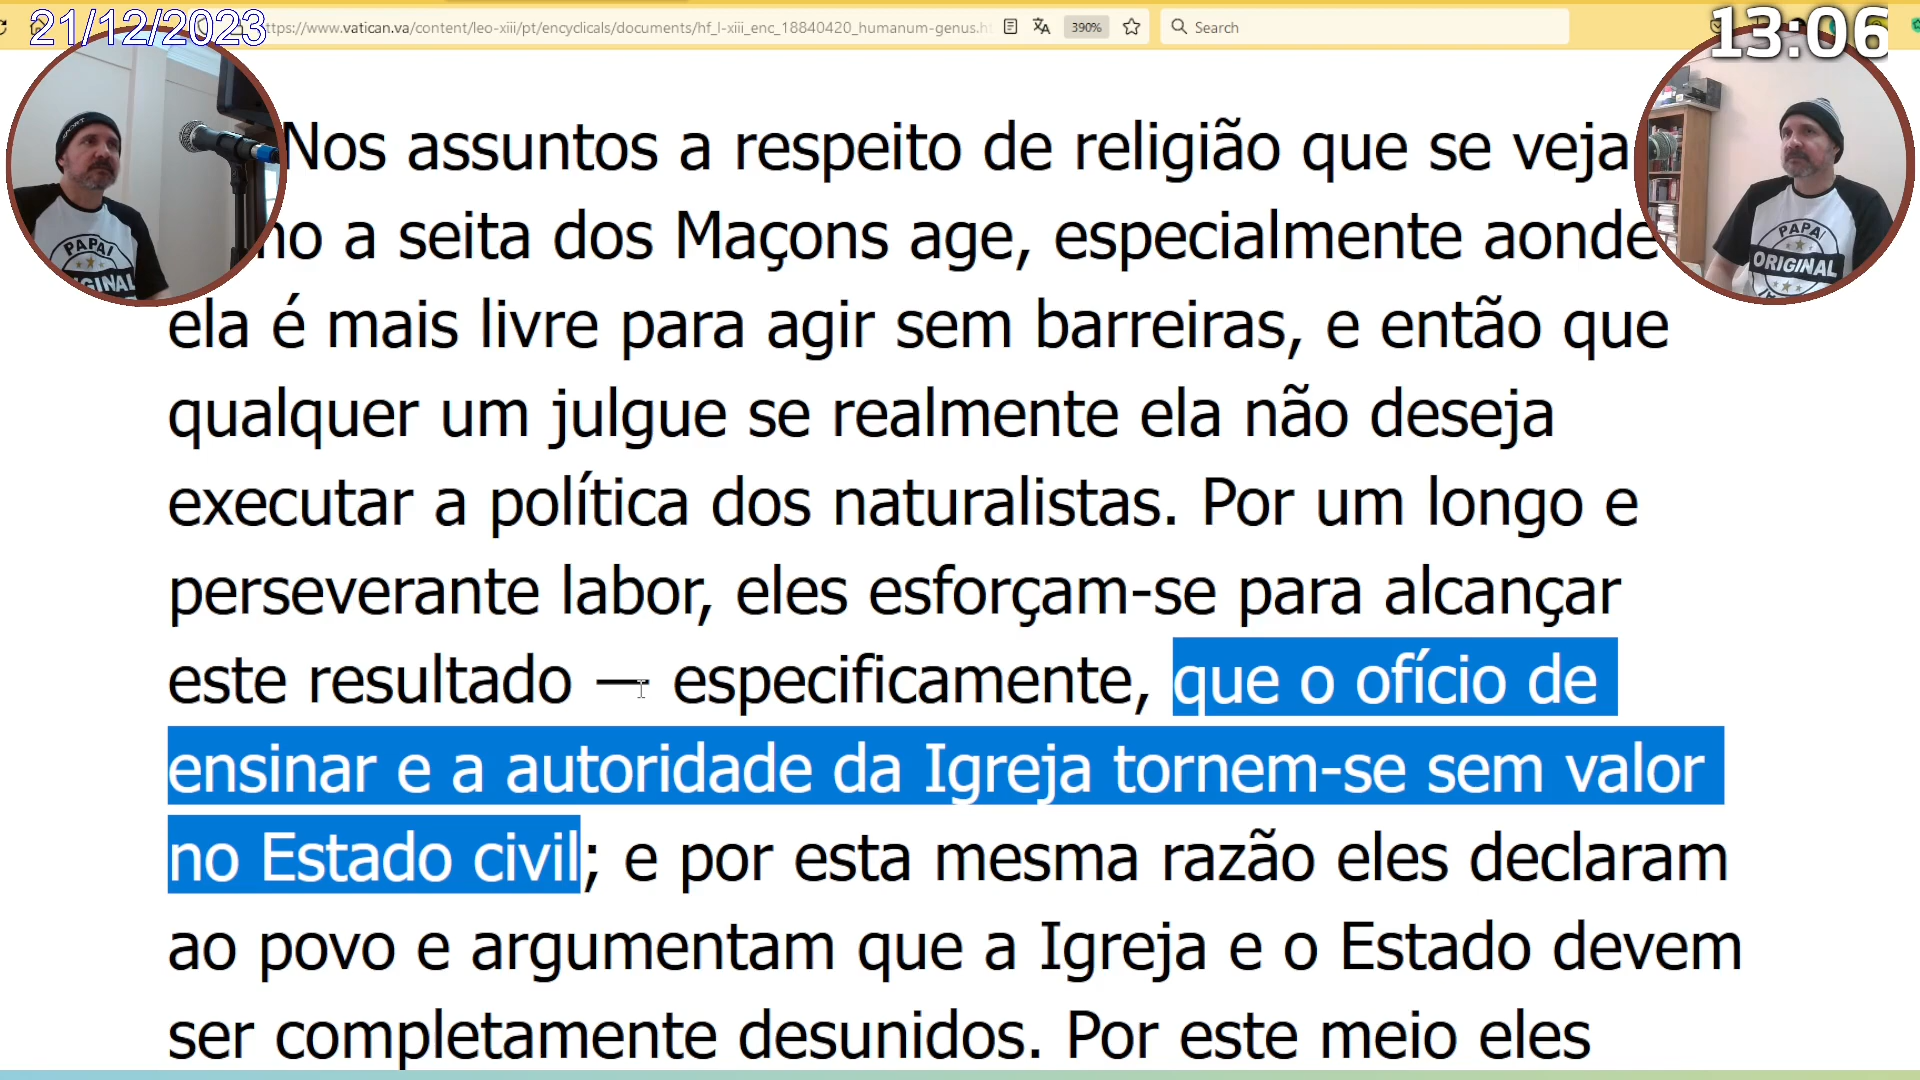 21/12/2023
ttps://www.vatican.va/content/leo-xiii/pt/encyclicals/documents/hf_l-xiii_enc_18840420_humanum-genus.ht
390%
Search
13:06
Nos assuntos a respeito de religião que se veja
mo a seita dos Maçons age, especialmente aonde
ela é mais livre para agir sem barreiras, e então que
qualquer um julgue se realmente ela não deseja
executar a política dos naturalistas. Por um longo e
perseverante labor, eles esforçam-se para alcançar
este resultado — especificamente, que o ofício de
ensinar e a autoridade da Igreja tornem-se sem valor
no Estado civil; e por esta mesma razão eles declaram
ao povo e argumentam que a Igreja e o Estado devem
ser completamente desunidos. Por este meio eles
SPORT
PAPAI
GINAL
PAPAI
ORIGINAL